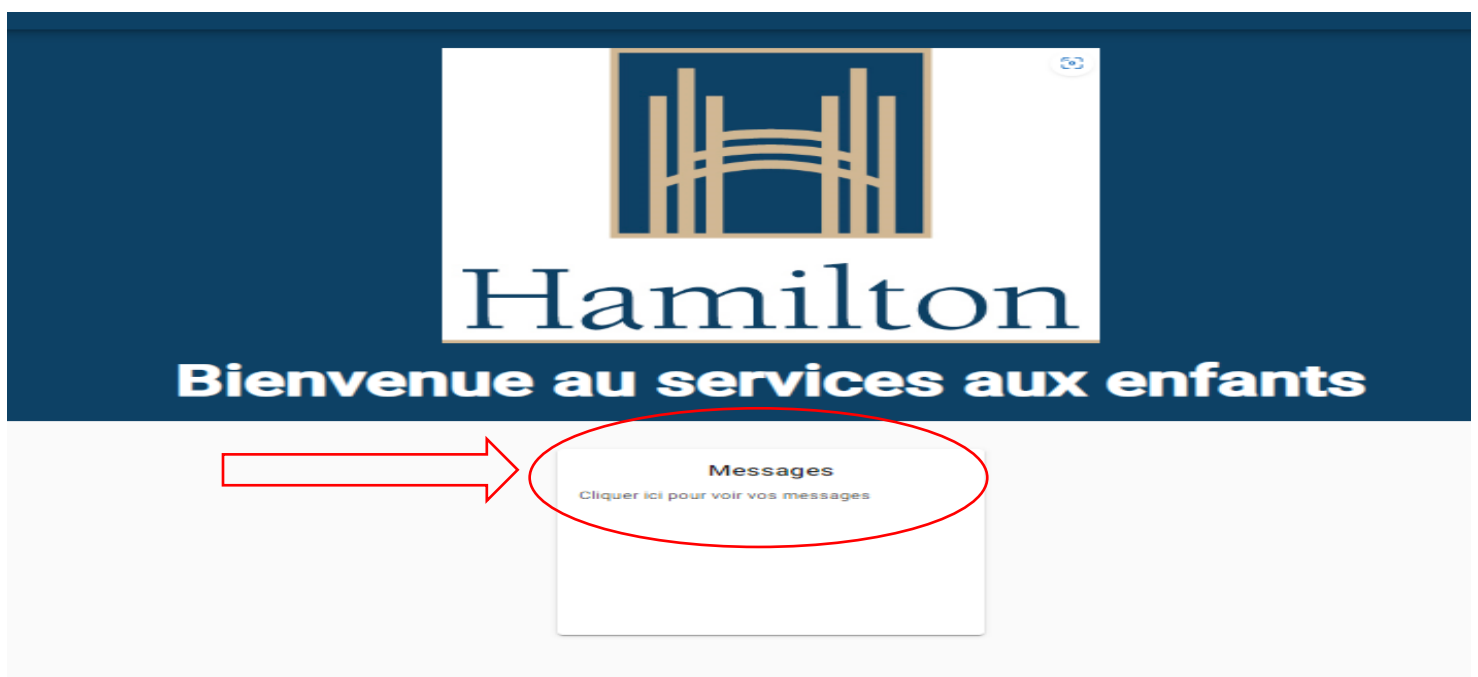 Hamilton
Bienvenue au services aux enfants
Messages
Cliquer ici pour voir vos messages